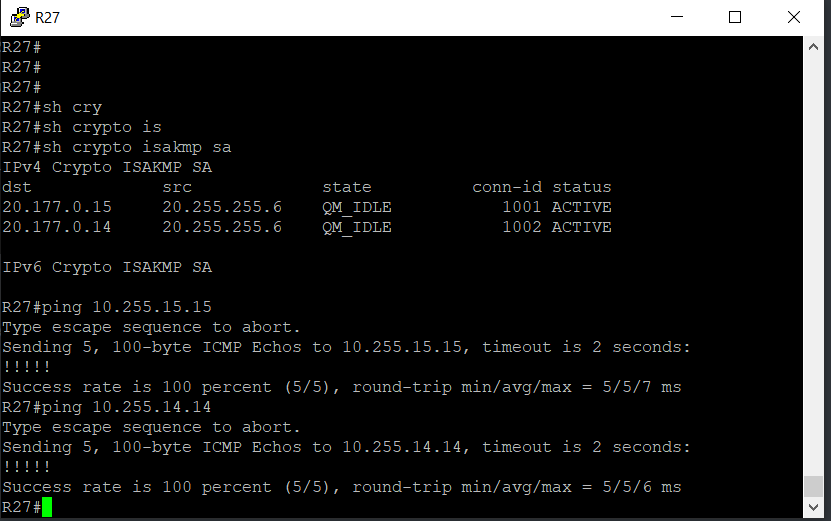 R27
R27#
R27#
R27#
R27#sh cry
R27#sh crypto is
R27#sh crypto isakmp sa
IPv4 Crypto ISAKMP SA
dst             src             state          conn-id status
20.177.0.15     20.255.255.6    QM_IDLE           1001 ACTIVE
20.177.0.14     20.255.255.6    QM_IDLE           1002 ACTIVE
IPv6 Crypto ISAKMP SA
R27#ping 10.255.15.15
Type escape sequence to abort.
Sending 5, 100-byte ICMP Echos to 10.255.15.15, timeout is 2 seconds:
!!!!!
Success rate is 100 percent (5/5), round-trip min/avg/max = 5/5/7 ms
R27#ping 10.255.14.14
Type escape sequence to abort.
Sending 5, 100-byte ICMP Echos to 10.255.14.14, timeout is 2 seconds:
!!!!!
Success rate is 100 percent (5/5), round-trip min/avg/max = 5/5/6 ms
R27#